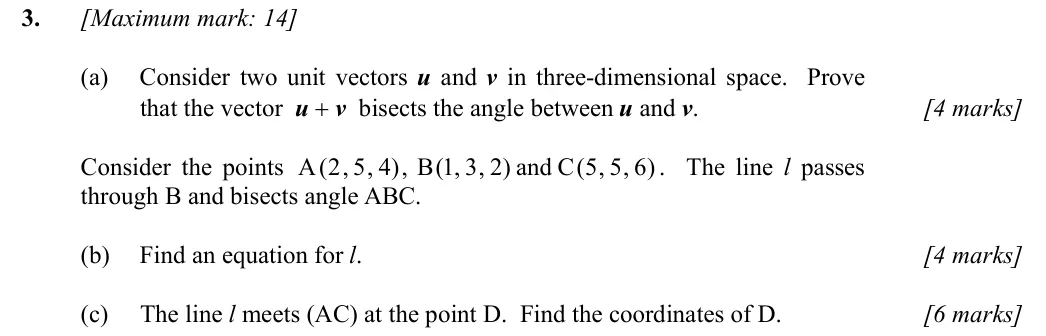 3. [Maximum mark: 14]
(a) Consider two unit vectors u and v in three-dimensional space. Prove
that the vector u + v bisects the angle between u and v. [4 marks]
Consider the points A(2, 5, 4), B(1, 3, 2) and C(5, 5, 6). The line l passes
through B and bisects angle ABC.
(b) Find an equation for l. [4 marks]
(c) The line l meets (AC) at the point D. Find the coordinates of D. [6 marks]